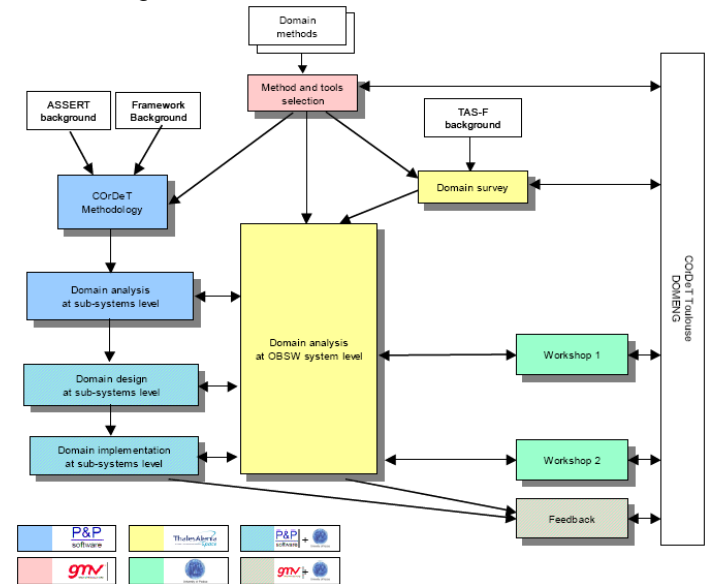 Domain
methods
Method and tools
selection
ASSERT
background
Framework
Background
TAS-F
background
COrDeT
Methodology
Domain survey
Domain analysis
at sub-systems level
Domain analysis
at OBSW system level
COrDeT Toulouse
DOMENG
Workshop 1
Domain design
at sub-systems level
Domain implementation
at sub-systems level
Workshop 2
Feedback
P&P
software
ThalesAlenia
Space
P&P
software
+
gmv
gmv
+